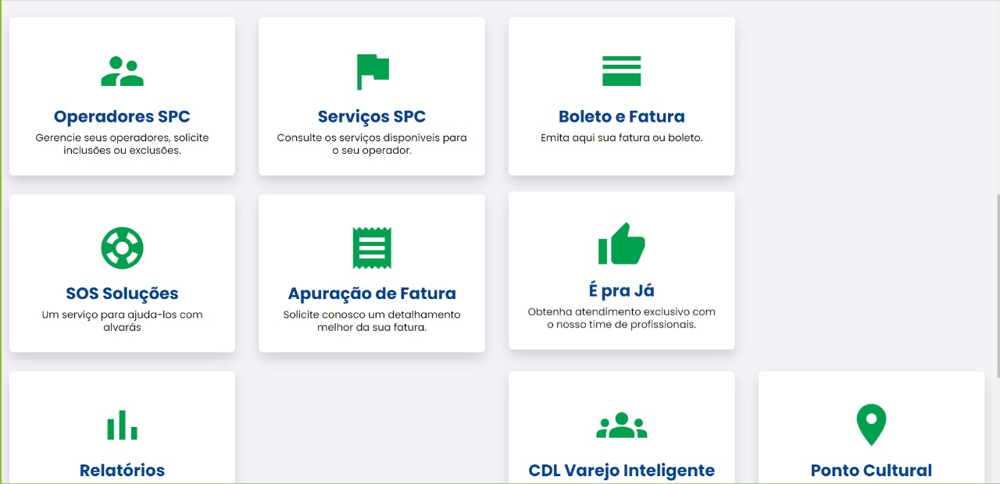 Operadores SPC
Gerencie seus operadores, solicite
inclusões ou exclusões.
Serviços SPC
Consulte os serviços disponíveis para
o seu operador.
Boleto e Fatura
Emita aqui sua fatura ou boleto.
SOS Soluções
Um serviço para ajuda-los com
alvarás
Apuração de Fatura
Solicite conosco um detalhamento
melhor da sua fatura.
É pra Já
Obtenha atendimento exclusivo com
o nosso time de profissionais.
Relatórios
CDL Varejo Inteligente
Ponto Cultural